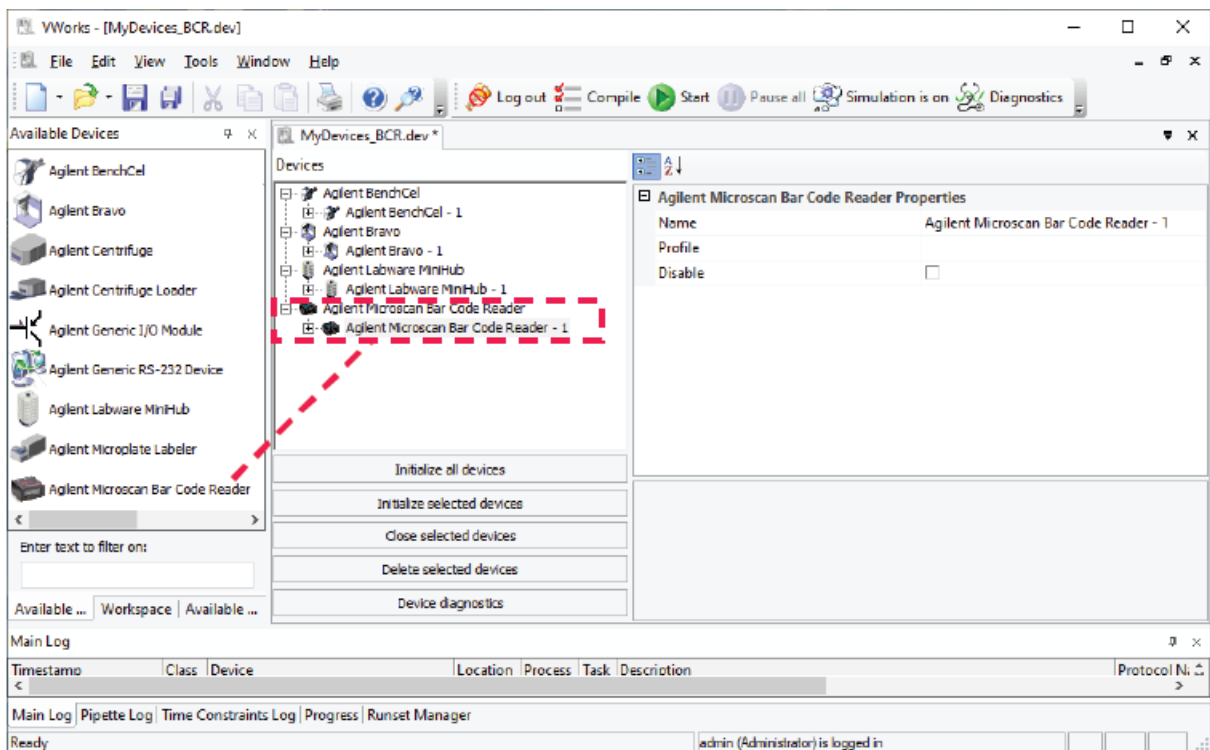 VWorks - [MyDevices_BCR.dev]
File Edit View Tools Window Help
Log out Compile Start Pause all Simulation is on Diagnostics
Available Devices
Agilent BenchCel
Agilent Bravo
Agilent Centrifuge
Agilent Centrifuge Loader
Agilent Generic I/O Module
Agilent Generic RS-232 Device
Agilent Labware MiniHub
Agilent Microplate Labeler
Agilent Microscan Bar Code Reader
Enter text to filter on:
Available ... Workspace Available ...
MyDevices_BCR.dev *
Devices
Agilent BenchCel
Agilent BenchCel - 1
Agilent Bravo
Agilent Bravo - 1
Agilent Labware MiniHub
Agilent Labware MiniHub - 1
Agilent Microscan Bar Code Reader
Agilent Microscan Bar Code Reader - 1
Initialize all devices
Initialize selected devices
Close selected devices
Delete selected devices
Device diagnostics
Agilent Microscan Bar Code Reader Properties
Name Agilent Microscan Bar Code Reader - 1
Profile
Disable
Main Log
Timestamp Class Device Location Process Task Description Protocol
Main Log Pipette Log Time Constraints Log Progress Runset Manager
Ready admin (Administrator) is logged in